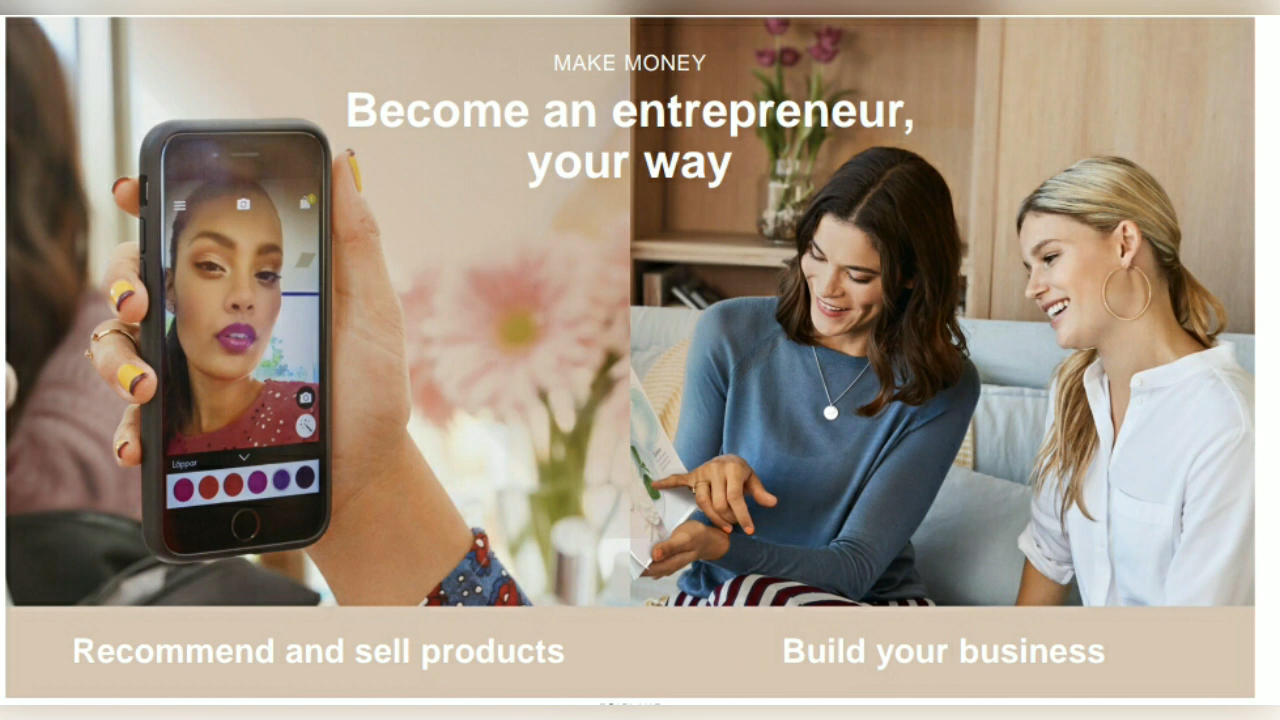 MAKE MONEY
Become an entrepreneur,
your way
Läppar
Recommend and sell products
Build your business